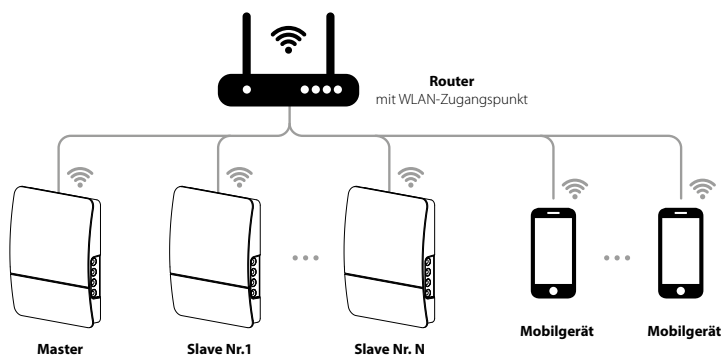 Router
mit WLAN-Zugangspunkt
Master
Slave Nr.1
Slave Nr. N
Mobilgerät
Mobilgerät